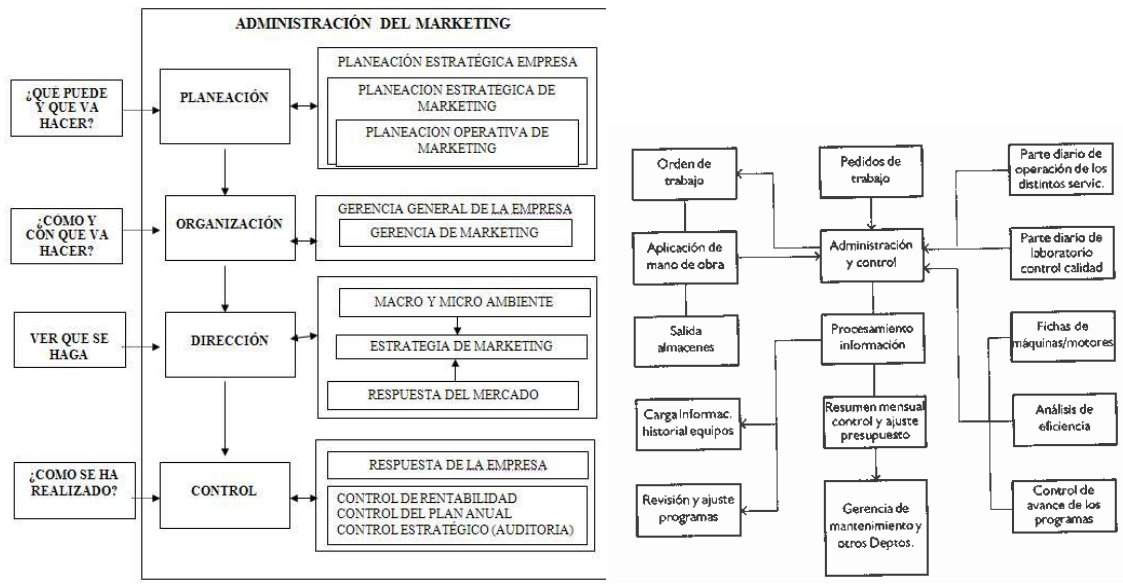 ADMINISTRACIÓN DEL MARKETING
¿QUÉ PUEDE
Y QUE VA
HACER?
PLANEACIÓN
PLANEACIÓN ESTRATÉGICA EMPRESA
PLANEACION ESTRATÉGICA DE
MARKETING
PLANEACION OPERATIVA DE
MARKETING
¿CÓMO Y
CÓN QUE VA
HACER?
ORGANIZACIÓN
GERENCIA GENERAL DE LA EMPRESA
GERENCIA DE MARKETING
VER QUE SE
HAGA
DIRECCIÓN
MACRO Y MICRO AMBIENTE
ESTRATEGIA DE MARKETING
RESPUESTA DEL MERCADO
¿COMO SE HA
REALIZADO?
CONTROL
RESPUESTA DE LA EMPRESA
CONTROL DE RENTABILIDAD
CONTROL DEL PLAN ANUAL
CONTROL ESTRATÉGICO (AUDITORIA)
Orden de
trabajo
Pedidos de
trabajo
Parte diario de
operación de los
distintos servic.
Aplicación de
mano de obra
Administración
y control
Parte diario de
laboratorio
control calidad
Salida
almacenes
Procesamiento
información
Fichas de
máquinas/motores
Carga Informac.
historial equipos
Resumen mensual
control y ajuste
presupuesto
Análisis de
eficiencia
Revisión y ajuste
programas
Gerencia de
mantenimiento y
otros Deptos.
Control de
avance de los
programas